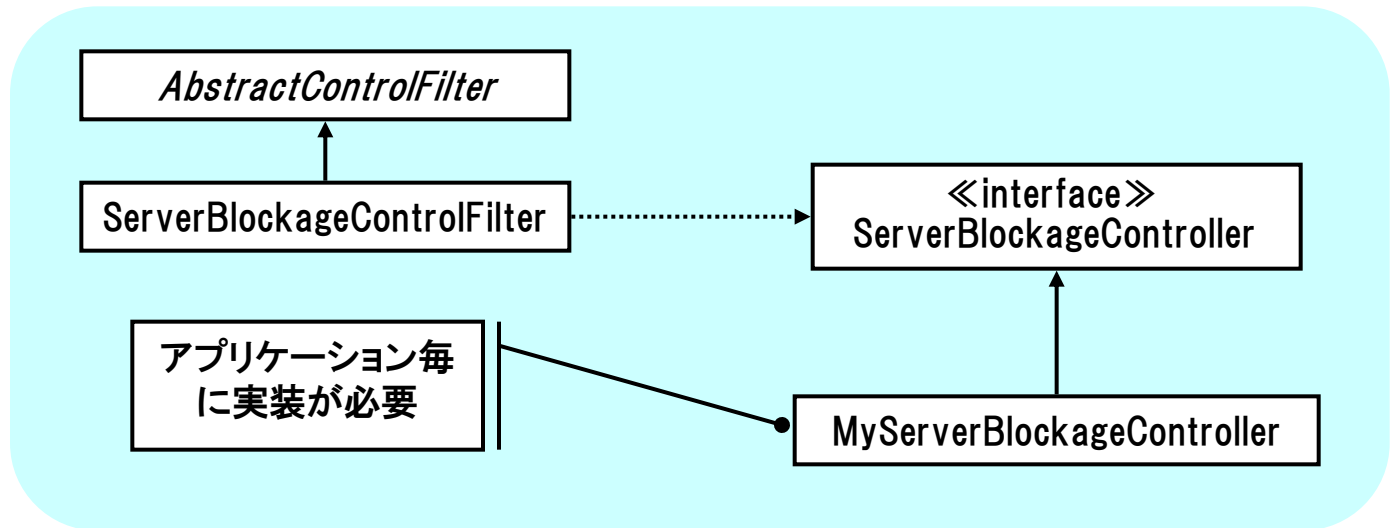 AbstractControlFilter
ServerBlockageControlFilter
≪interface≫
ServerBlockageController
アプリケーション毎
に実装が必要
MyServerBlockageController